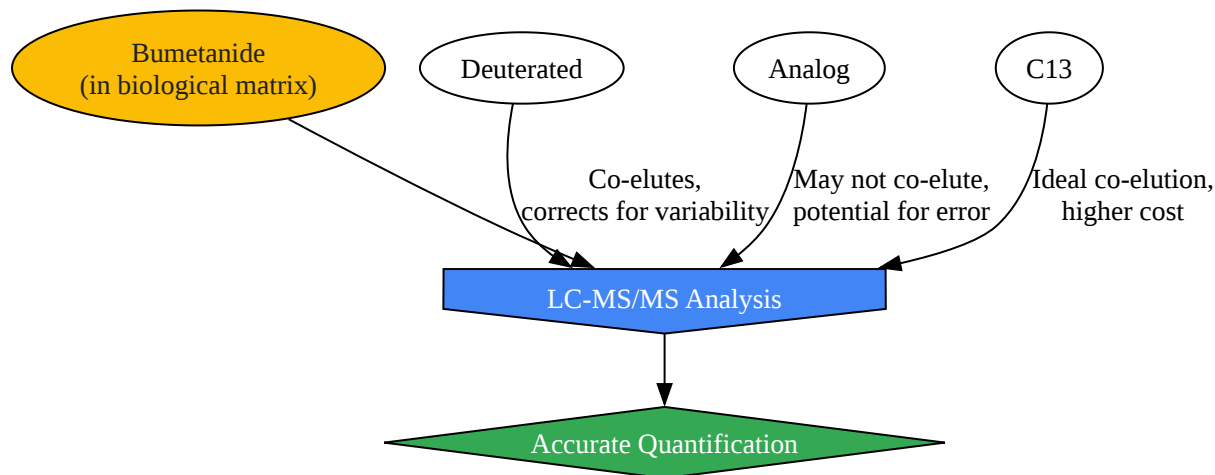 Bumetanide
(in biological matrix)
Deuterated
Analog
C13
Co-elutes,
corrects for variability
May not co-elute,
potential for error
Ideal co-elution,
higher cost
LC-MS/MS Analysis
Accurate Quantification